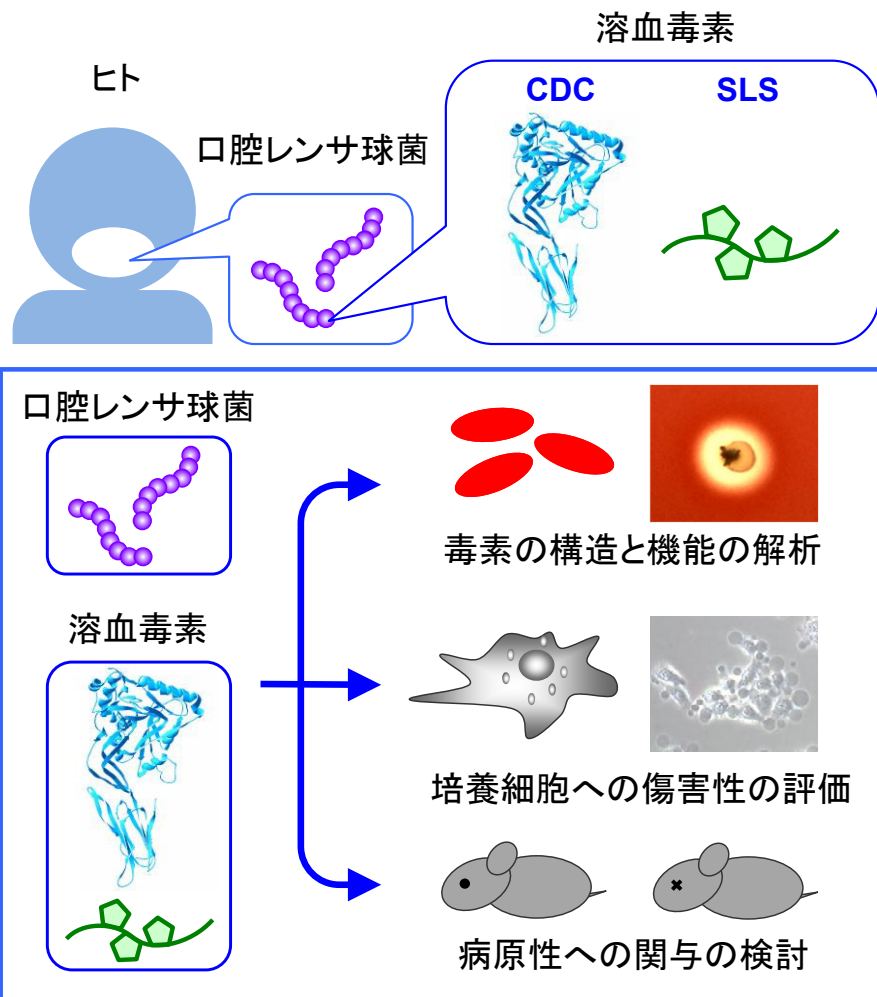 溶血毒素
ヒト
CDC
SLS
口腔レンサ球菌
口腔レンサ球菌
溶血毒素
毒素の構造と機能の解析
培養細胞への傷害性の評価
病原性への関与の検討